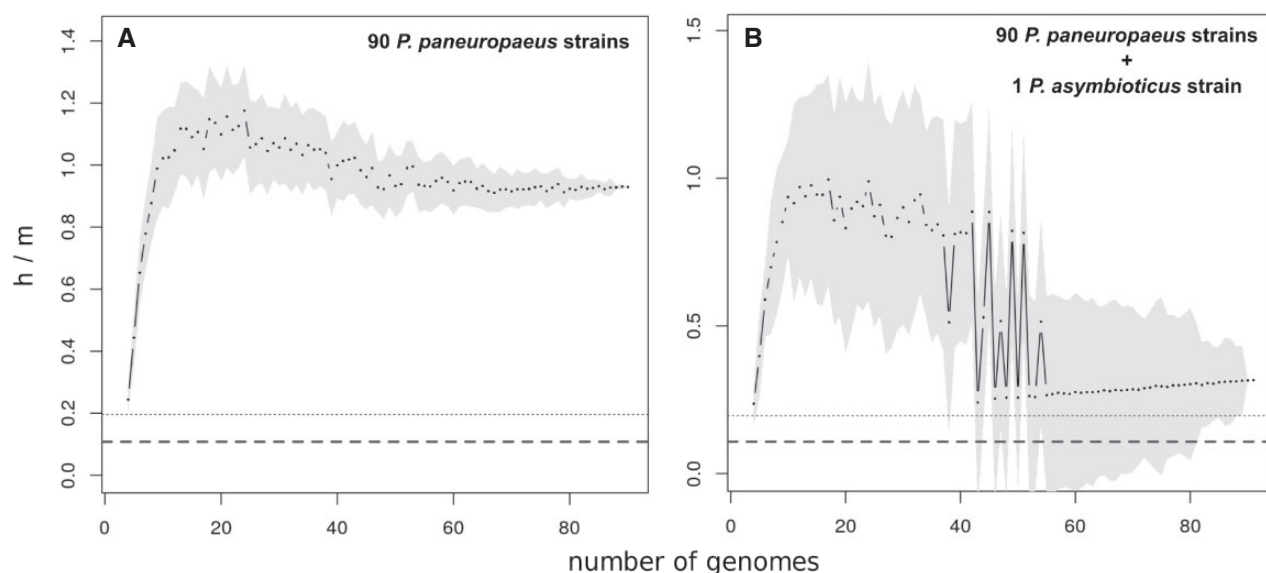 A
90 P. paneuropaeus strains
1.4
1.2
1.0
0.8
0.6
0.4
0.2
0.0
h / m
0 20 40 60 80
B
90 P. paneuropaeus strains
+
1 P. asymbioticus strain
1.5
1.0
0.5
0.0
0 20 40 60 80
number of genomes